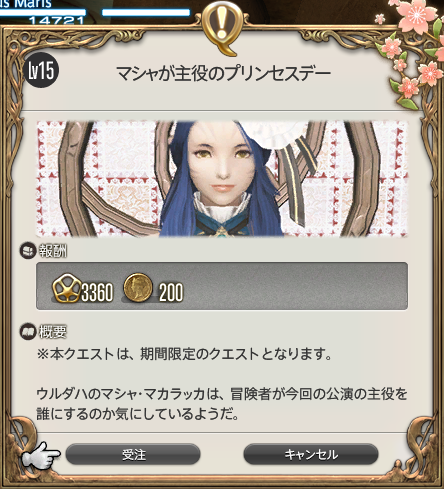 us Maris
14721
Lv15
マシャが主役のプリンセスデー
報酬
3360 200
概要
※本クエストは、期間限定のクエストとなります。
ウルダハのマシャ・マカラッカは、冒険者が今回の公演の主役を
誰にするのか気にしているようだ。
受注 キャンセル